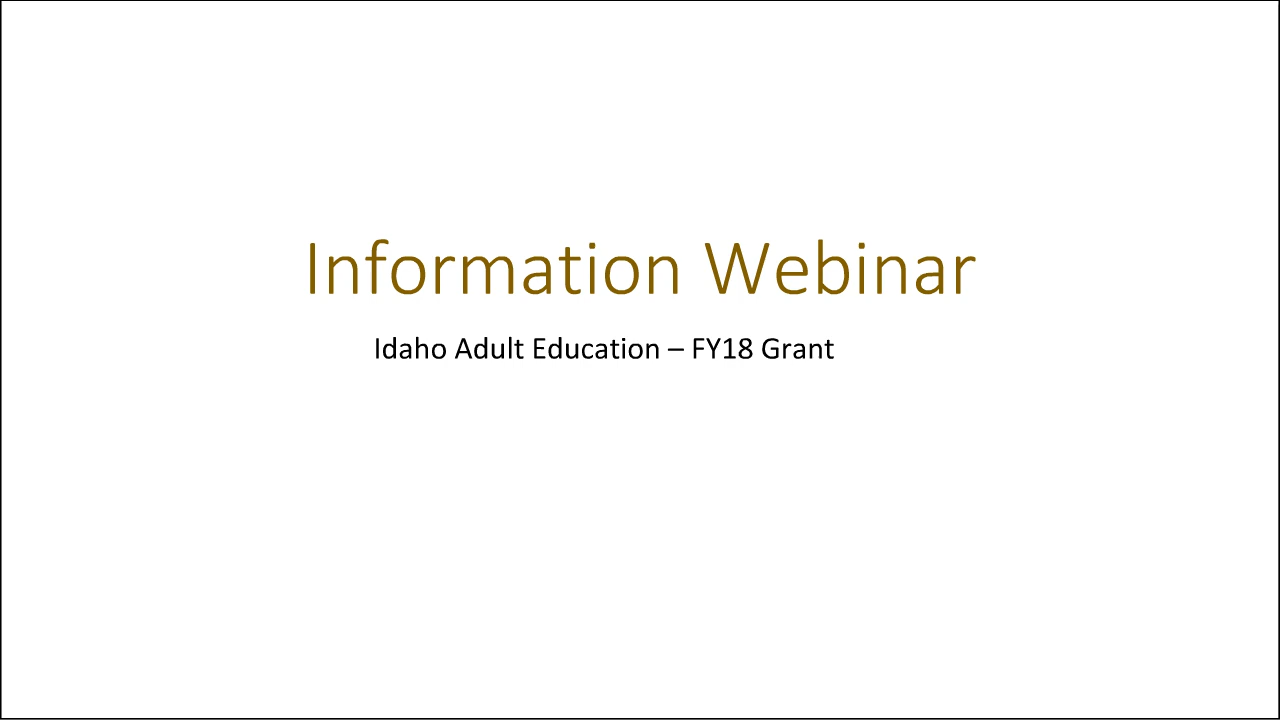 Information Webinar
Idaho Adult Education – FY18 Grant